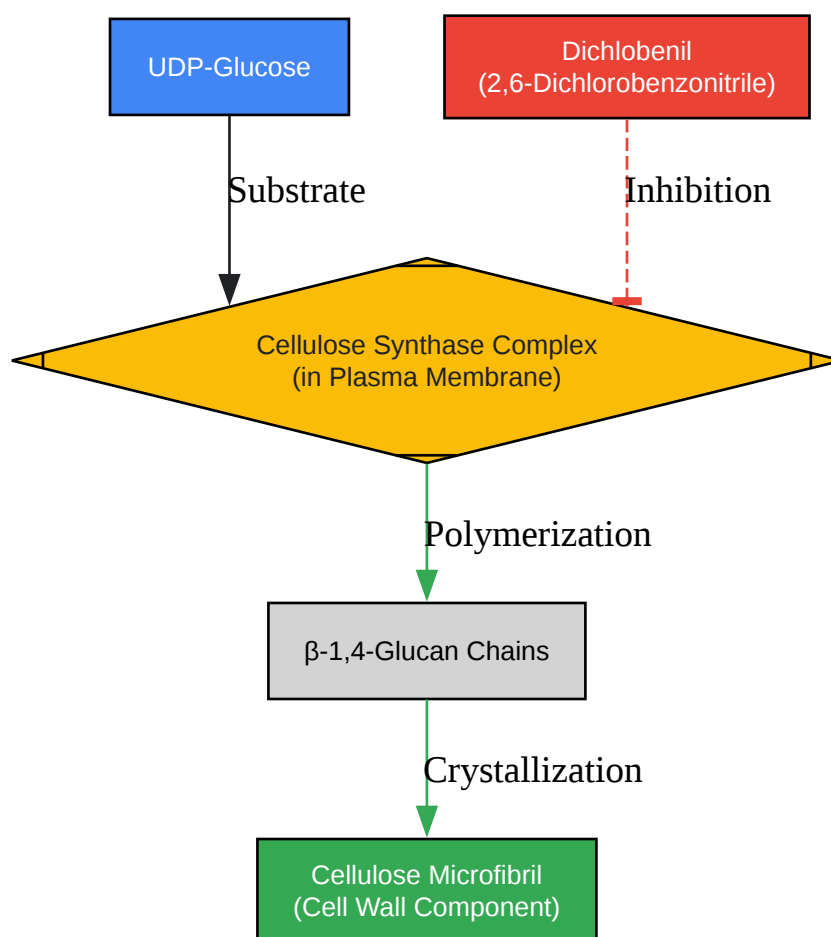 UDP-Glucose
Dichlobenil
(2,6-Dichlorobenzonitrile)
Substrate
Inhibition
Cellulose Synthase Complex
(in Plasma Membrane)
Polymerization
β-1,4-Glucan Chains
Crystallization
Cellulose Microfibril
(Cell Wall Component)